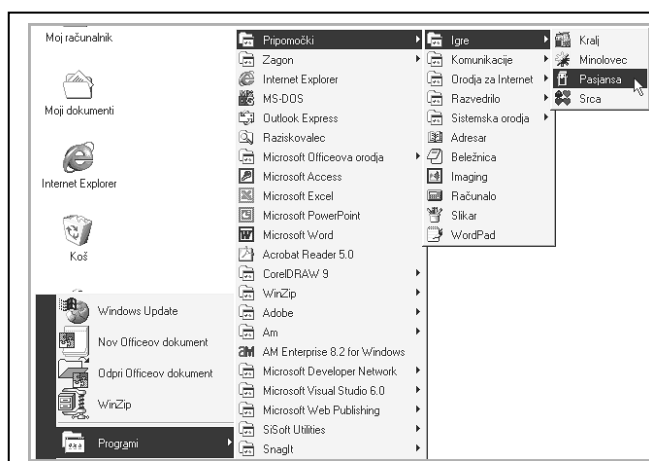 Moj računalnik
Moji dokumenti
Internet Explorer
Koš
Windows Update
Nov Officeov dokument
Odpri Officeov dokument
WinZip
Programi
Pripomočki
Zagon
Internet Explorer
MS-DOS
Outlook Express
Raziskovalec
Microsoft Officeova orodja
Microsoft Access
Microsoft Excel
Microsoft PowerPoint
Microsoft Word
Acrobat Reader 5.0
CorelDRAW 9
WinZip
Adobe
Am
AM Enterprise 8.2 for Windows
Microsoft Developer Network
Microsoft Visual Studio 6.0
Microsoft Web Publishing
SiSoft Utilities
SnagIt
Igre
Komunikacije
Orodja za Internet
Razvedrilo
Sistemska orodja
Adresar
Beležnica
Imaging
Računalo
Slikar
WordPad
Kralj
Minolovec
Pasjansa
Srca